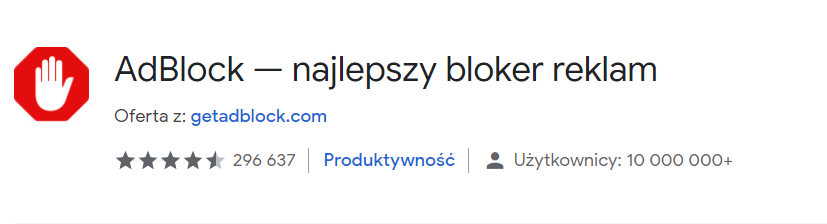 AdBlock — najlepszy bloker reklam
Oferta z: getadblock.com
296 637 Produktywność Użytkownicy: 10 000 000+